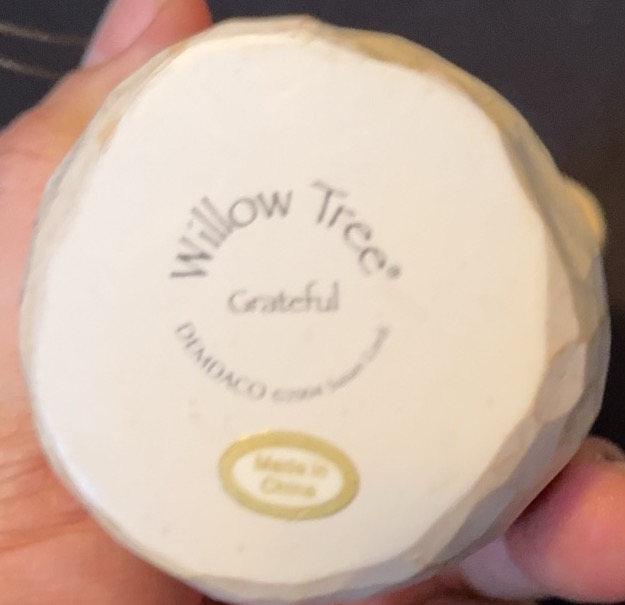 Willow Tree®
Grateful
DEMDACO ©2004 Susan Lordi
Made in
China